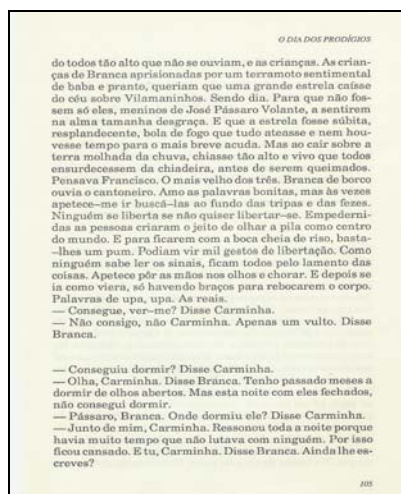 O DIA DOS PRODÍGIOS
do todos tão alto que não se ouviam, e as crianças. As crian-
ças de Branca aprisionadas por um terramoto sentimental
de baba e pranto, queriam que uma grande estrela caísse
do céu sobre Vilamaninhos. Sendo dia. Para que não fos-
sem só eles, meninos de José Pássaro Volante, a sentirem
na alma tamanha desgraça. E que a estrela fosse súbita,
resplandecente, bola de fogo que tudo ateasse e nem hou-
vesse tempo para o mais breve acuda. Mas ao cair sobre a
terra molhada da chuva, chiasse tão alto e vivo que todos
ensurdecessem da chiadeira, antes de serem queimados.
Pensava Francisco. O mais velho dos três. Branca de borco
ouvia o cantoneiro. Amo as palavras bonitas, mas às vezes
apetece-me ir buscá-las ao fundo das tripas e das fezes.
Ninguém se liberta se não quiser libertar-se. Empederni-
das as pessoas criaram o jeito de olhar a pila como centro
do mundo. E para ficarem com a boca cheia de riso, basta-
-lhes um pum. Podiam vir mil gestos de libertação. Como
ninguém sabe ler os sinais, ficam todos pelo lamento das
coisas. Apetece pôr as mãos nos olhos e chorar. E depois se
ia como viera, só havendo braços para rebocarem o corpo.
Palavras de upa, upa. As reais.
— Consegue, ver-me? Disse Carminha.
— Não consigo, não Carminha. Apenas um vulto. Disse
Branca.
— Conseguiu dormir? Disse Carminha.
— Olha, Carminha. Disse Branca. Tenho passado meses a
dormir de olhos abertos. Mas esta noite com eles fechados,
não consegui dormir.
— Pássaro, Branca. Onde dormiu ele? Disse Carminha.
— Junto de mim, Carminha. Ressonou toda a noite porque
havia muito tempo que não lutava com ninguém. Por isso
ficou cansado. E tu, Carminha. Disse Branca. Ainda lhe es-
creves?
105